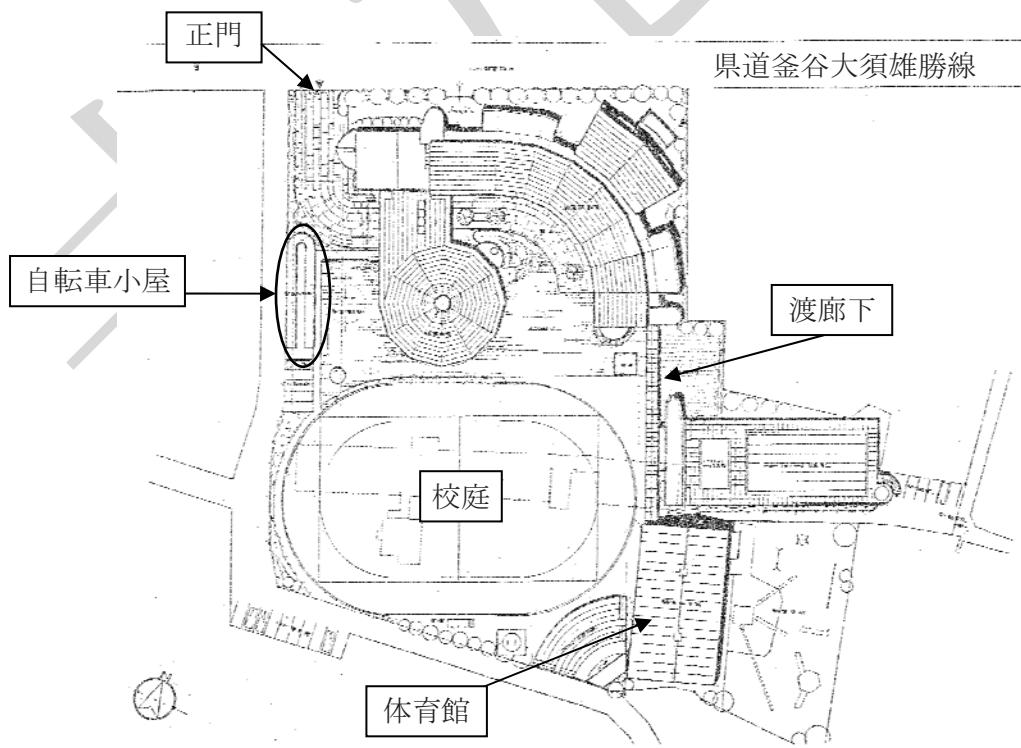 正門
県道釜谷大須雄勝線
自転車小屋
渡廊下
校庭
体育館